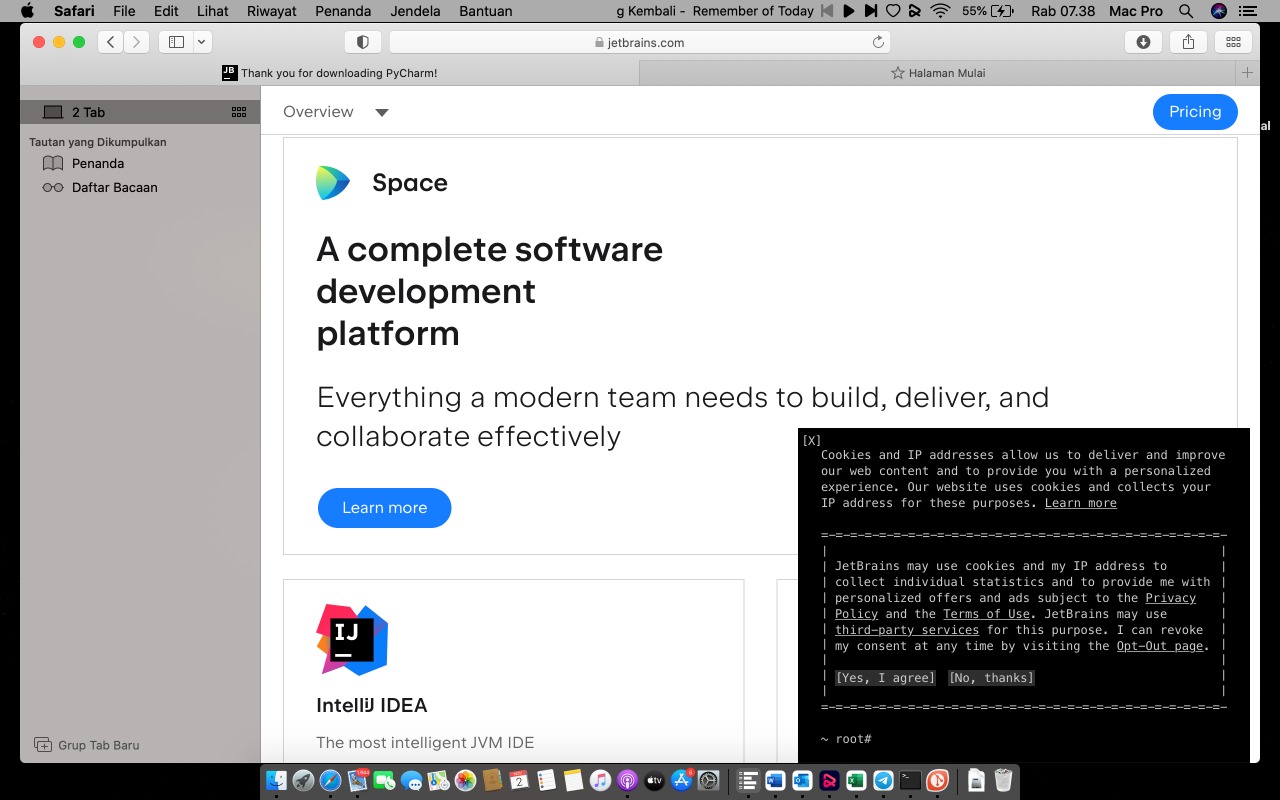 Safari File Edit Lihat Riwayat Penanda Jendela Bantuan g Kembali - Remember of Today 55% Rab 07.38 Mac Pro
jetbrains.com
JB Thank you for downloading PyCharm! Halaman Mulai
2 Tab
Tautan yang Dikumpulkan
Penanda
Daftar Bacaan
Grup Tab Baru
Overview Pricing
al
Space
A complete software
development
platform
Everything a modern team needs to build, deliver, and
collaborate effectively
Learn more
IJ
IntelliJ IDEA
The most intelligent JVM IDE
[X]
Cookies and IP addresses allow us to deliver and improve
our web content and to provide you with a personalized
experience. Our website uses cookies and collects your
IP address for these purposes. Learn more
JetBrains may use cookies and my IP address to
collect individual statistics and to provide me with
personalized offers and ads subject to the Privacy
Policy and the Terms of Use. JetBrains may use
third-party services for this purpose. I can revoke
my consent at any time by visiting the Opt-Out page.
[Yes, I agree] [No, thanks]
~ root#
2
tv